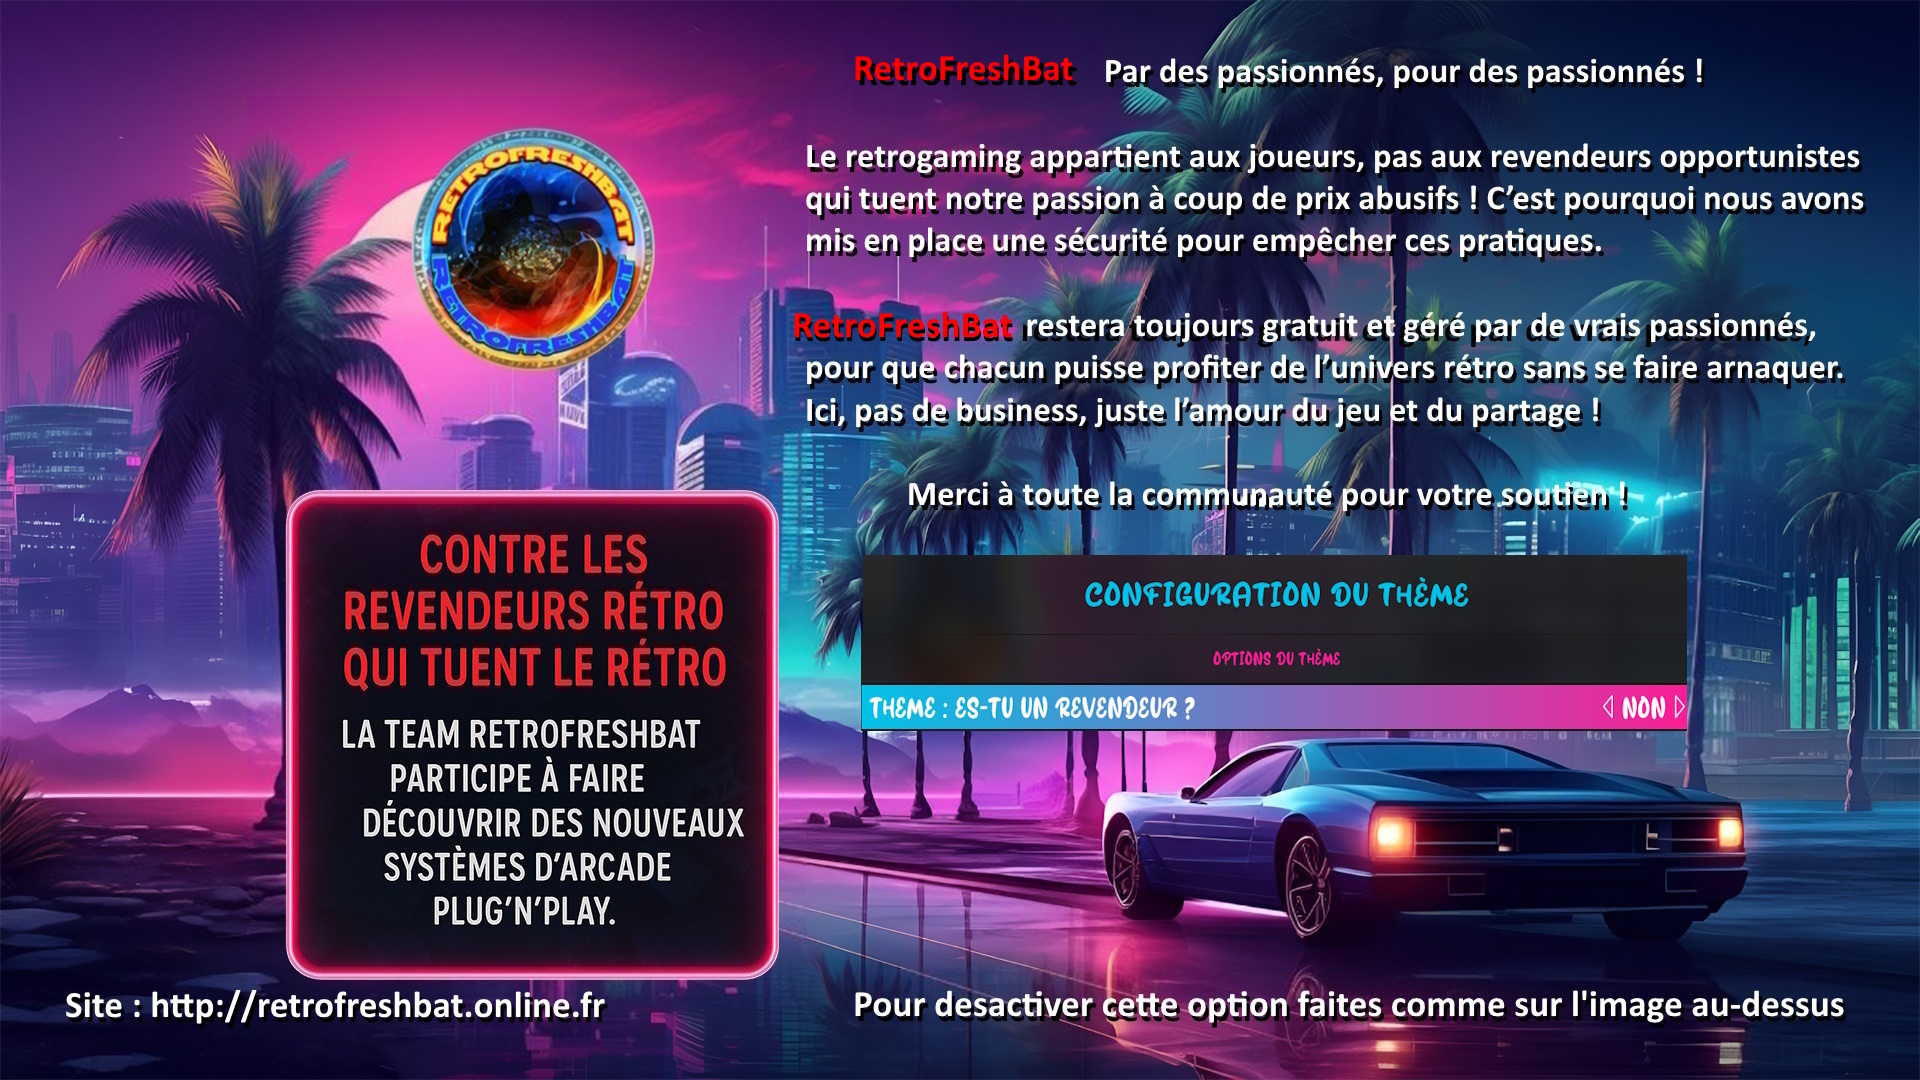 RetroFreshBat Par des passionnés, pour des passionnés !
Le retrogaming appartient aux joueurs, pas aux revendeurs opportunistes
qui tuent notre passion à coup de prix abusifs ! C’est pourquoi nous avons
mis en place une sécurité pour empêcher ces pratiques.
RetroFreshBat restera toujours gratuit et géré par de vrais passionnés,
pour que chacun puisse profiter de l’univers rétro sans se faire arnaquer.
Ici, pas de business, juste l’amour du jeu et du partage !
Merci à toute la communauté pour votre soutien !
RETROFRESHBAT
RETROFRESHBAT
CONTRE LES
REVENDEURS RÉTRO
QUI TUENT LE RÉTRO
LA TEAM RETROFRESHBAT
PARTICIPE À FAIRE
DÉCOUVRIR DES NOUVEAUX
SYSTÈMES D’ARCADE
PLUG’N’PLAY.
CONFIGURATION DU THÈME
OPTIONS DU THÈME
THEME : ES-TU UN REVENDEUR ? NON
Site : http://retrofreshbat.online.fr
Pour desactiver cette option faites comme sur l'image au-dessus